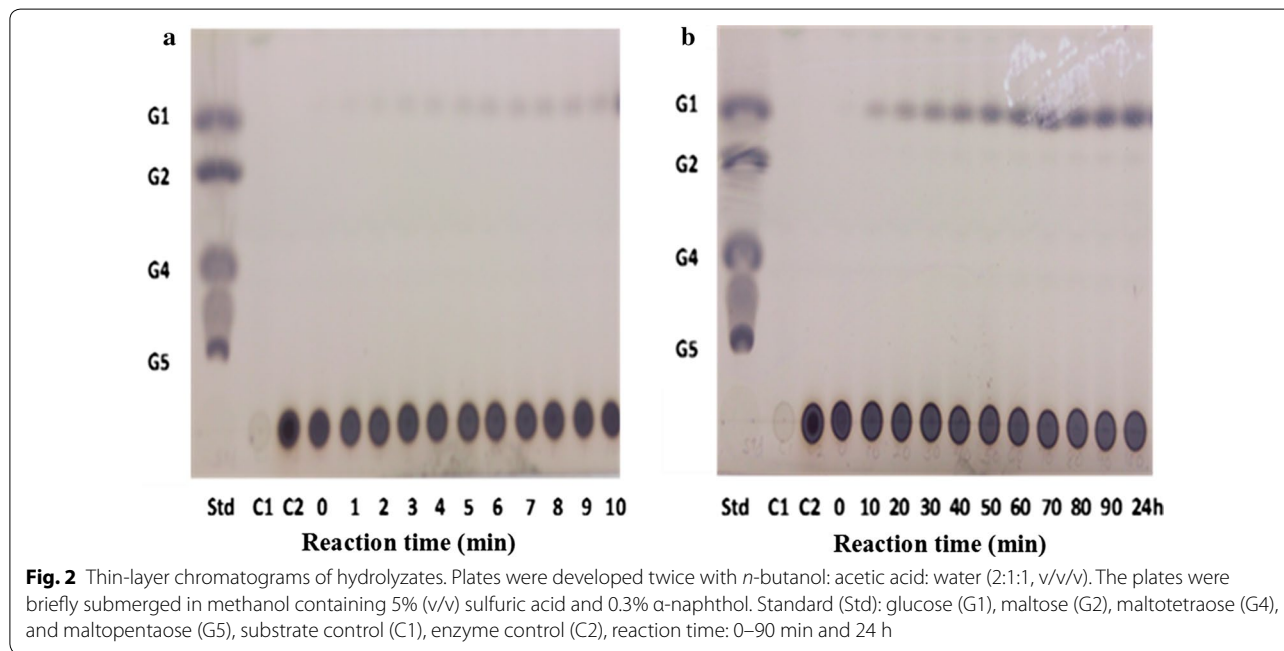 a
G1
G2
G4
G5
Std C1 C2 0 1 2 3 4 5 6 7 8 9 10
Reaction time (min)
b
G1
G2
G4
G5
Std C1 C2 0 10 20 30 40 50 60 70 80 90 24h
Reaction time (min)
Fig. 2 Thin-layer chromatograms of hydrolyzates. Plates were developed twice with n-butanol: acetic acid: water (2:1:1, v/v/v). The plates were
briefly submerged in methanol containing 5% (v/v) sulfuric acid and 0.3% α-naphthol. Standard (Std): glucose (G1), maltose (G2), maltotetraose (G4),
and maltopentaose (G5), substrate control (C1), enzyme control (C2), reaction time: 0–90 min and 24 h